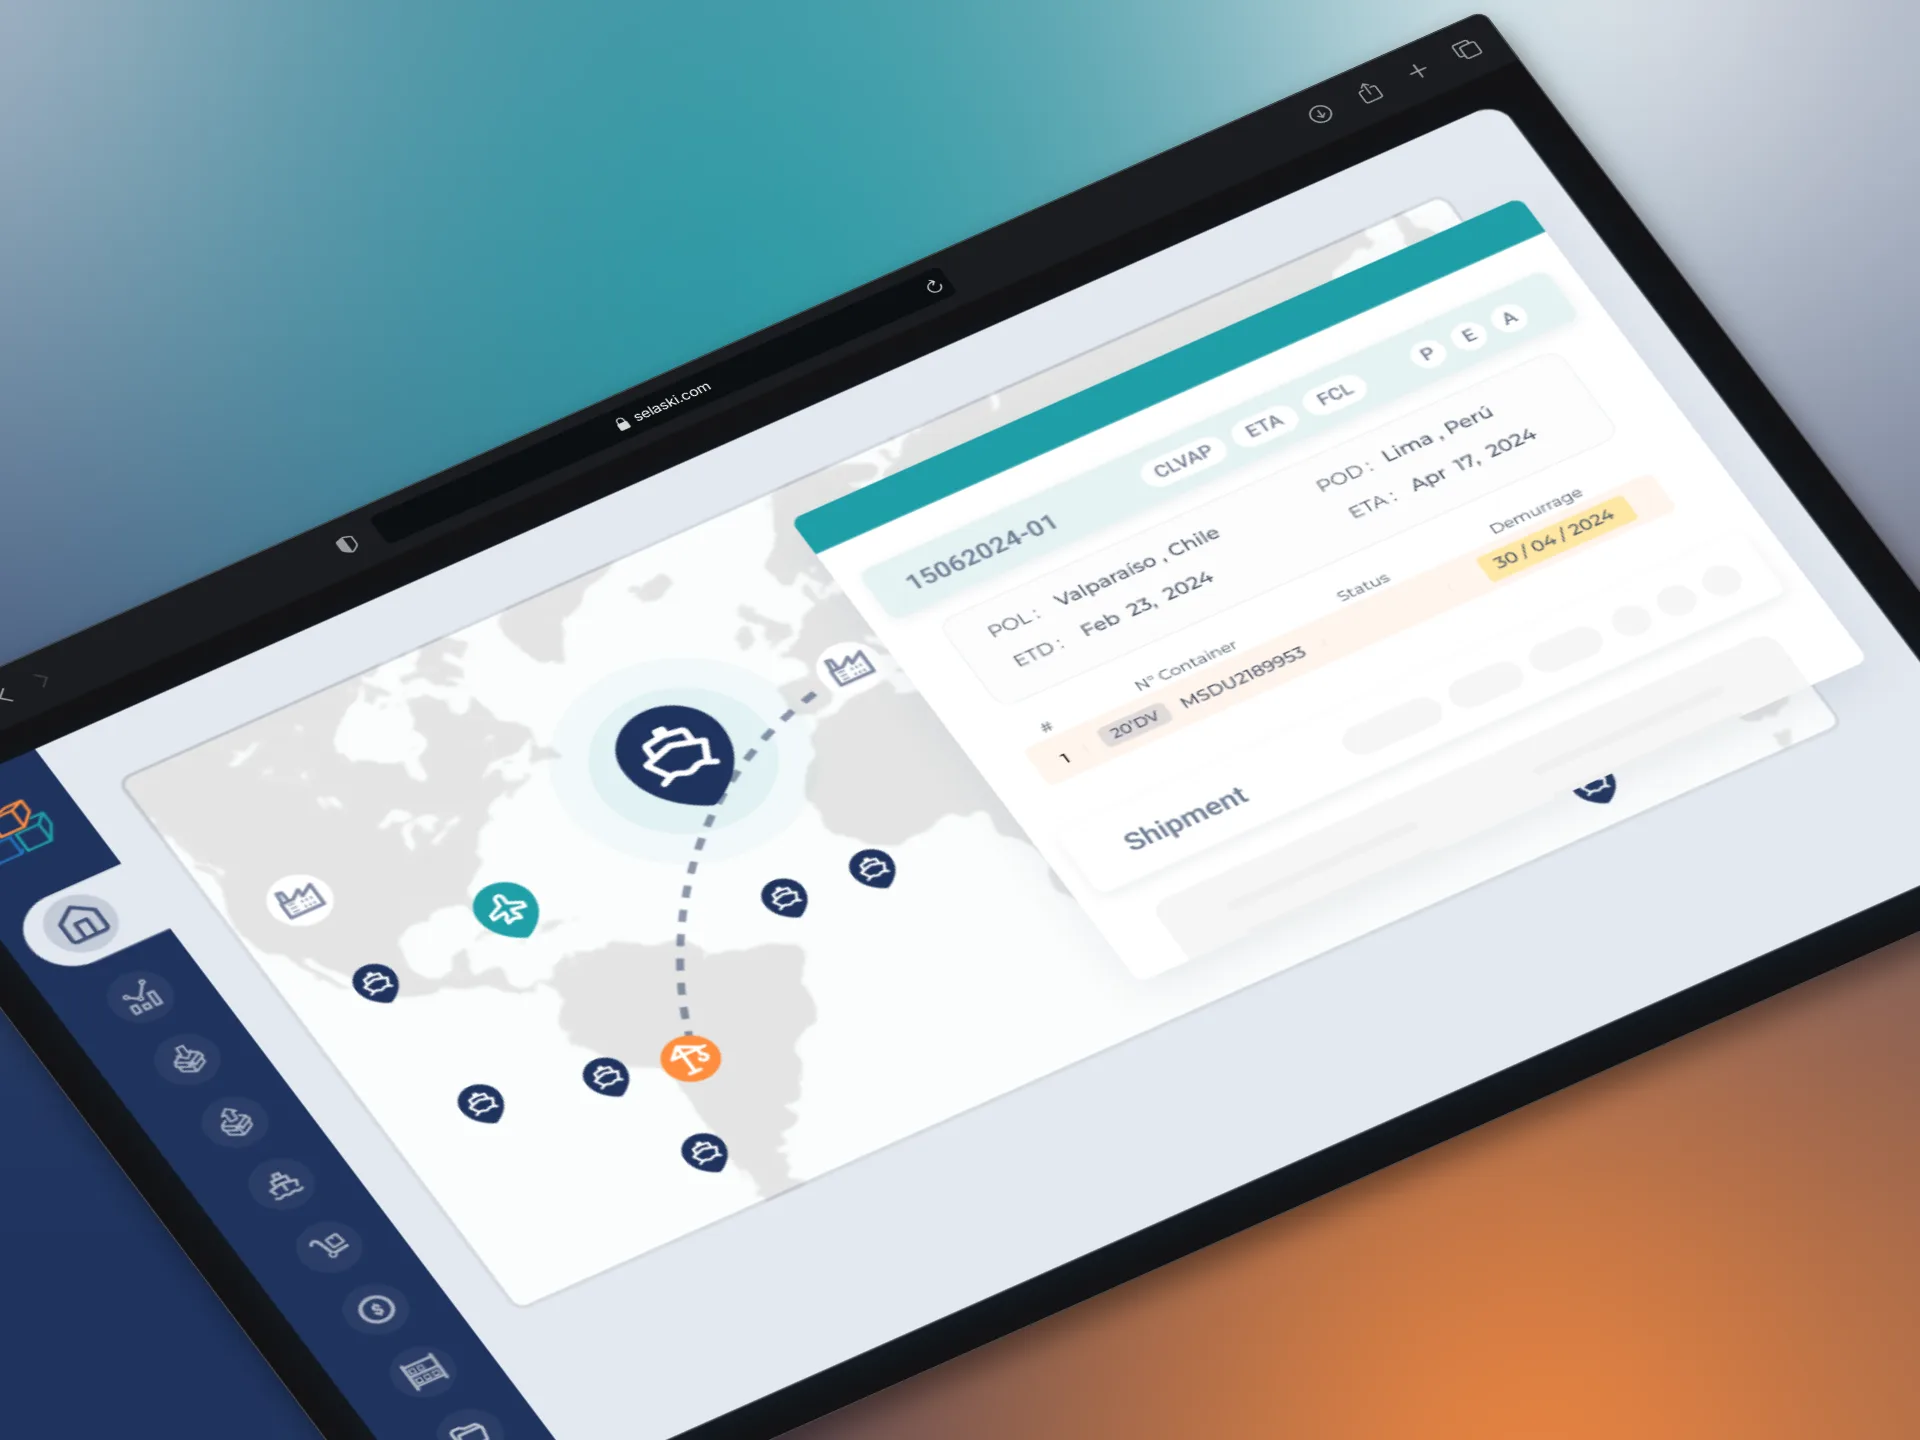 selaski.com
15062024-01 CLVAP ETA FCL P E A
POL: Valparaíso , Chile POD: Lima , Perú
ETD: Feb 23, 2024 ETA: Apr 17, 2024
# N° Container Status Demurrage
1 20'DV MSDU2189953 30 / 04 / 2024
Shipment